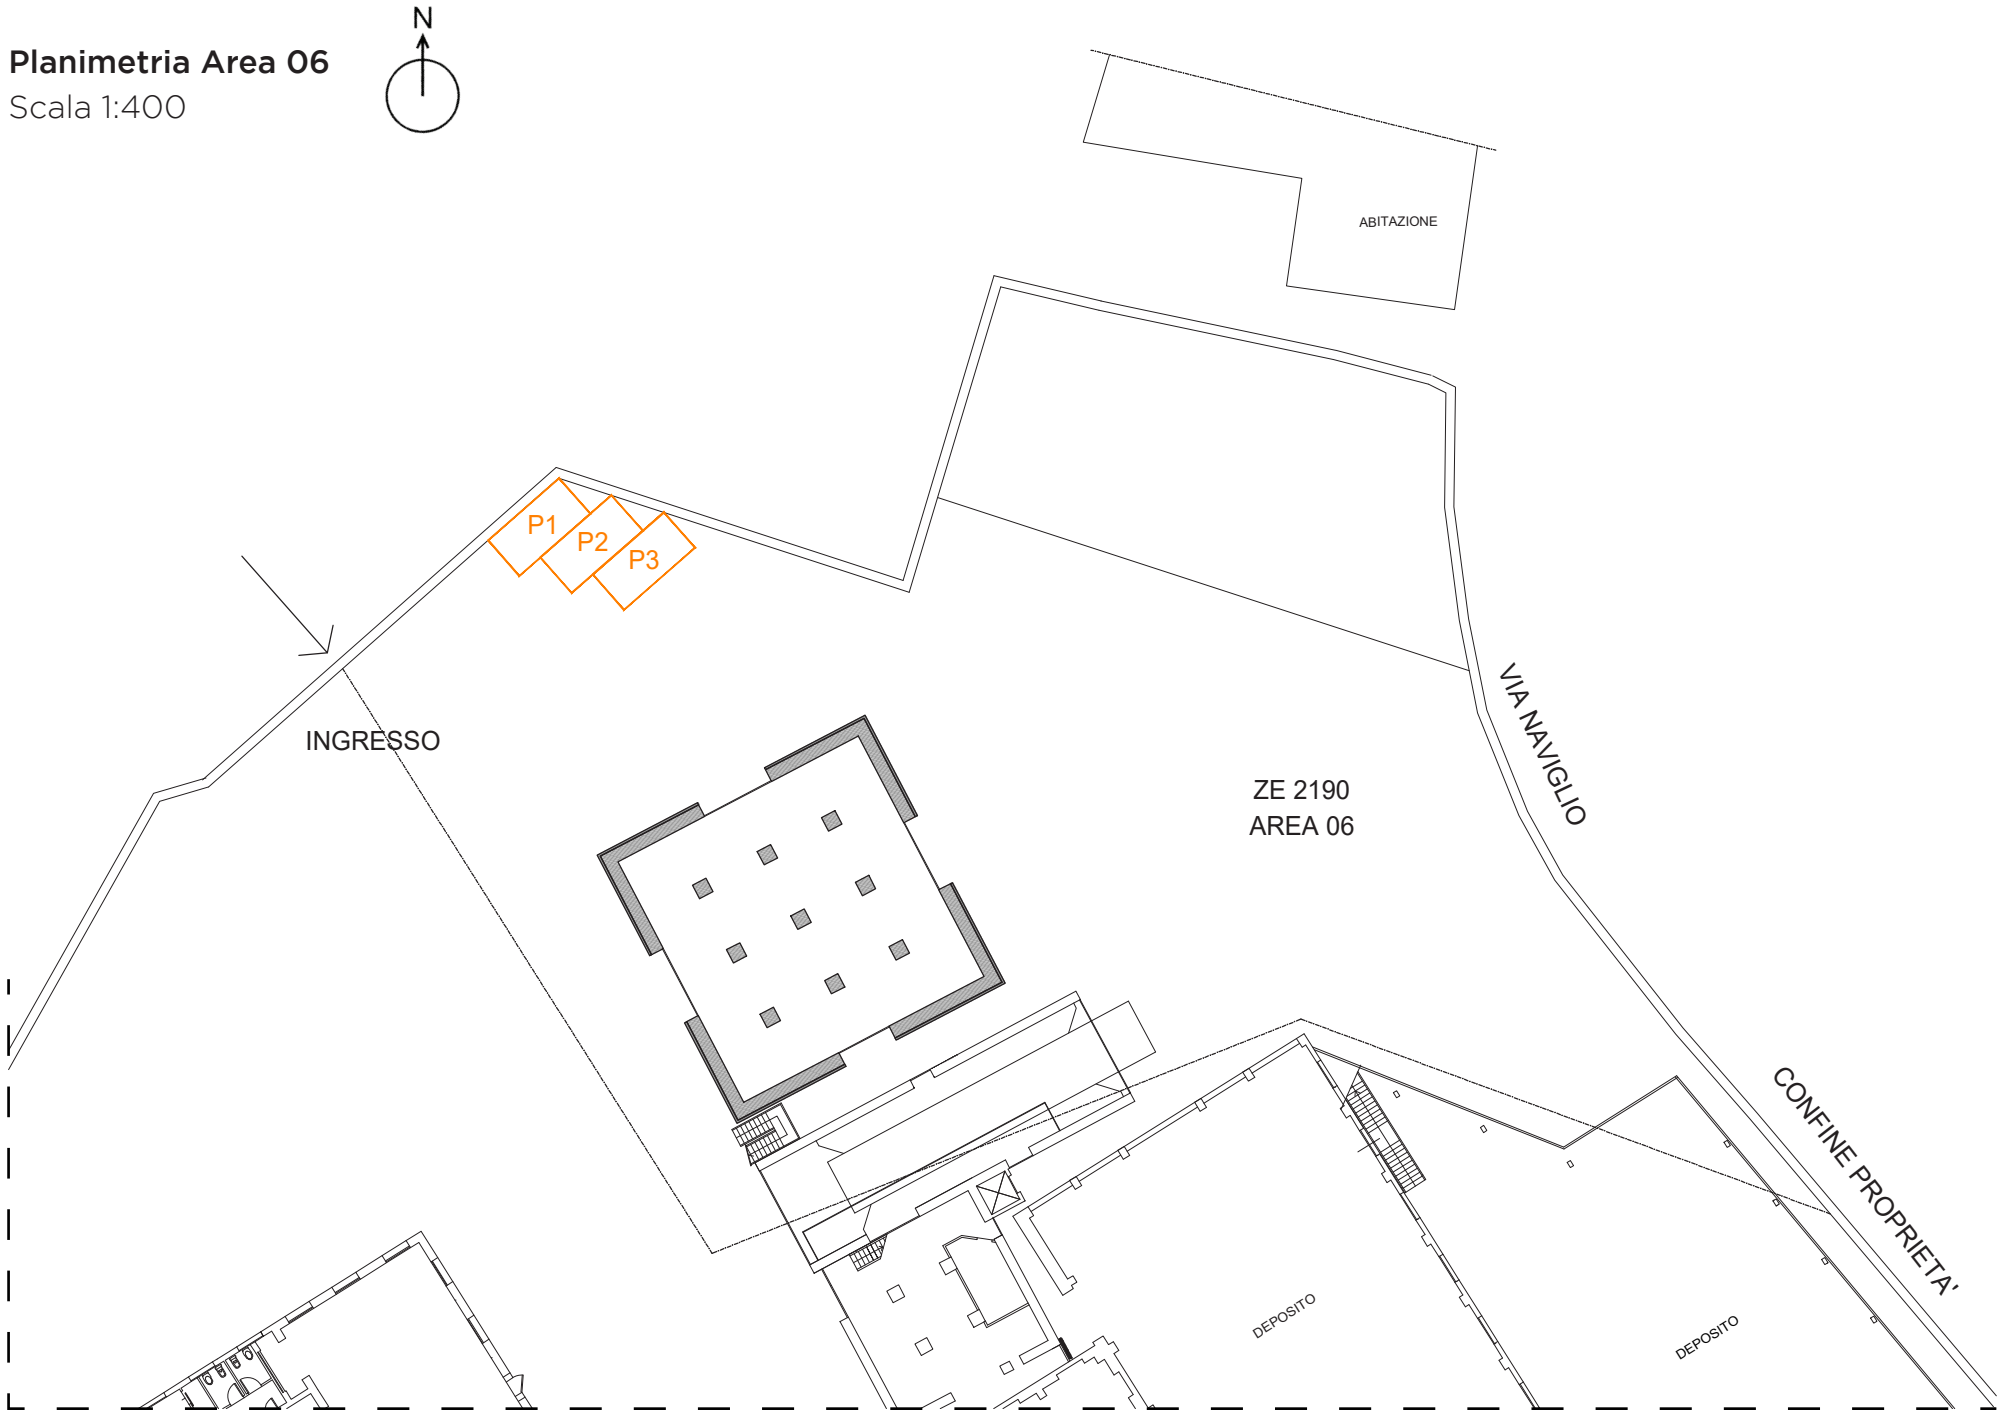 N
Planimetria Area 06
Scala 1:400
ABITAZIONE
P1
P2
P3
INGRESSO
VIA NAVIGLIO
ZE 2190
AREA 06
CONFINE PROPRIETA'
DEPOSITO
DEPOSITO